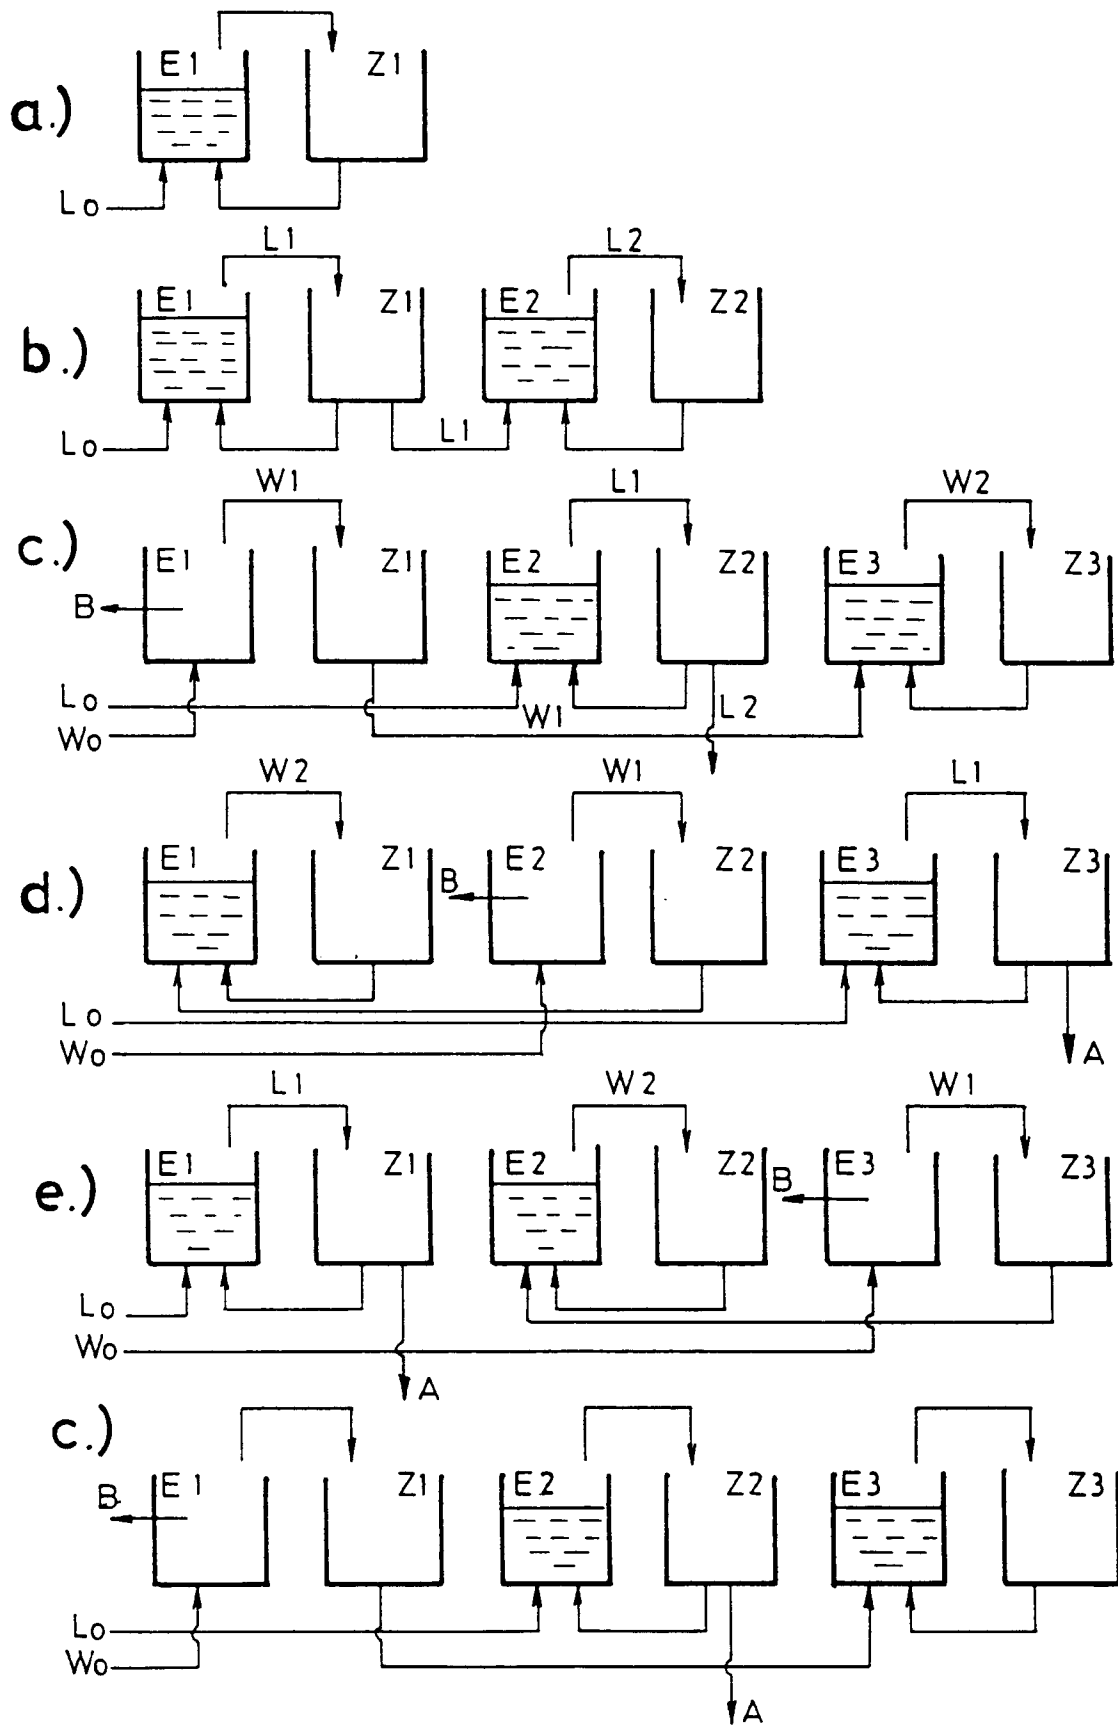 a.)
E1 Z1
Lo
L1 L2
b.)
E1 Z1 E2 Z2
Lo L1
W1 L1 W2
c.)
E1 Z1 E2 Z2 E3 Z3
B
Lo W1 L2
Wo
W2 W1 L1
d.)
E1 Z1 E2 Z2 E3 Z3
B
Lo
Wo A
L1 W2 W1
e.)
E1 Z1 E2 Z2 E3 Z3
B
Lo
Wo
A
c.)
E1 Z1 E2 Z2 E3 Z3
B
Lo
Wo
A